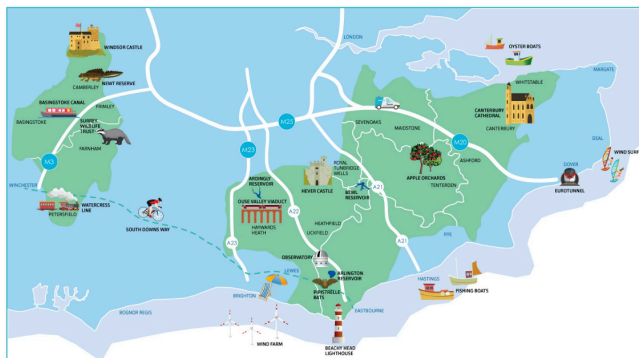 LONDON
OYSTER BOATS
WINDSOR CASTLE
MARGATE
NEWT RESERVE
WHITSTABLE
CAMBERLEY
BASINGSTOKE CANAL
FRIMLEY
CANTERBURY
CATHEDRAL
M25
SEVENOAKS
BASINGSTOKE
SURREY
WILDLIFE
TRUST
MAIDSTONE
CANTERBURY
M20
DEAL
M23
FARNHAM
WIND SURF
ROYAL
TUNBRIDGE
WELLS
ASHFORD
M3
DOVER
ARDINGLY
RESERVOIR
HEVER CASTLE
APPLE ORCHARDS
BEWL
RESERVOIR
A21
TENTERDEN
EUROTUNNEL
WINCHESTER
OUSE VALLEY VIADUCT
WATERCRESS
LINE
A22
PETERSFIELD
HAYWARDS
HEATH
HEATHFIELD
SOUTH DOWNS WAY
UCKFIELD
RYE
A23
A21
OBSERVATORY
LEWES
ARLINGTON
RESERVOIR
HASTINGS
FISHING BOATS
BRIGHTON
PIPISTRELLE
BATS
BOGNOR REGIS
EASTBOURNE
WIND FARM
BEACHY HEAD
LIGHTHOUSE